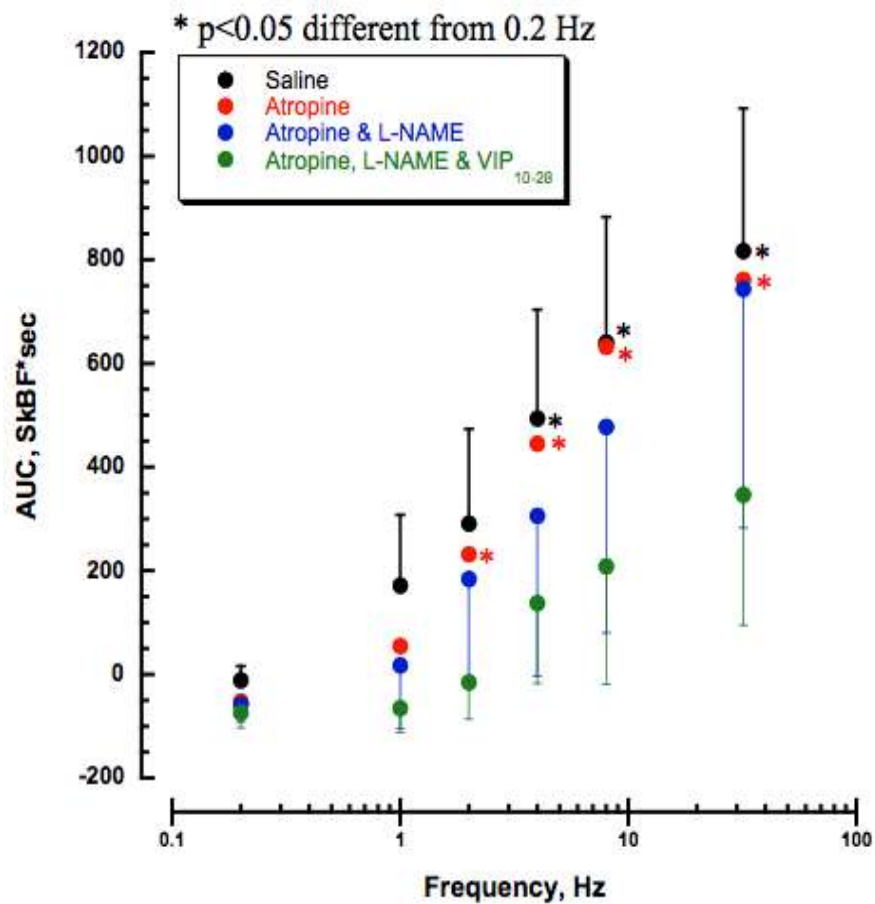 * p<0.05 different from 0.2 Hz
1200
Saline
Atropine
Atropine & L-NAME
Atropine, L-NAME & VIP10-28
1000
800
600
400
200
0
-200
AUC, SkBF*sec
*
*
*
*
*
*
*
*
0.1
1
10
100
Frequency, Hz